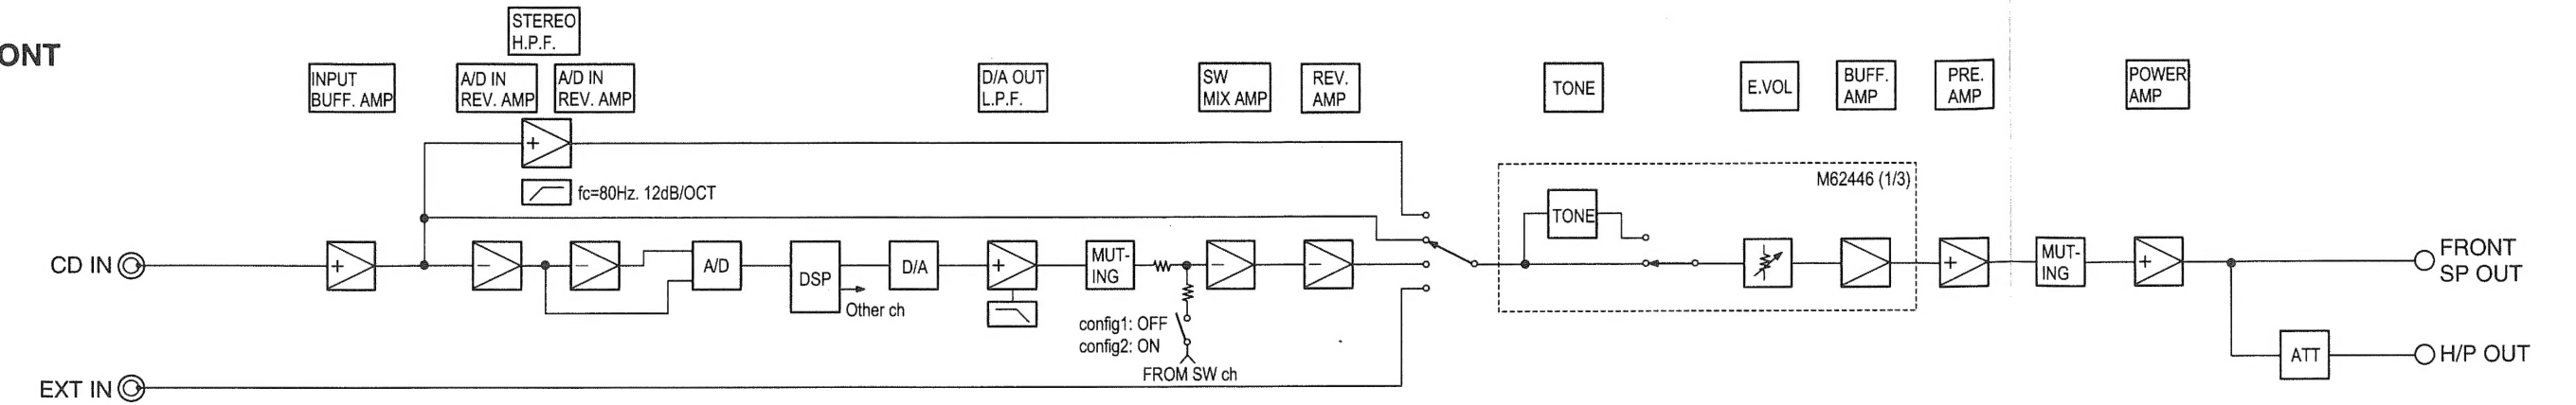 ONT
STEREO
H.P.F.
INPUT
BUFF. AMP
A/D IN
REV. AMP
A/D IN
REV. AMP
D/A OUT
L.P.F.
SW
MIX AMP
REV.
AMP
TONE
E.VOL
BUFF.
AMP
PRE.
AMP
POWER
AMP
+
fc=80Hz. 12dB/OCT
M62446 (1/3)
TONE
CD IN
+
−
−
A/D
DSP
Other ch
D/A
+
MUT-
ING
−
−
+
MUT-
ING
+
FRONT
SP OUT
config1: OFF
config2: ON
FROM SW ch
ATT
H/P OUT
EXT IN